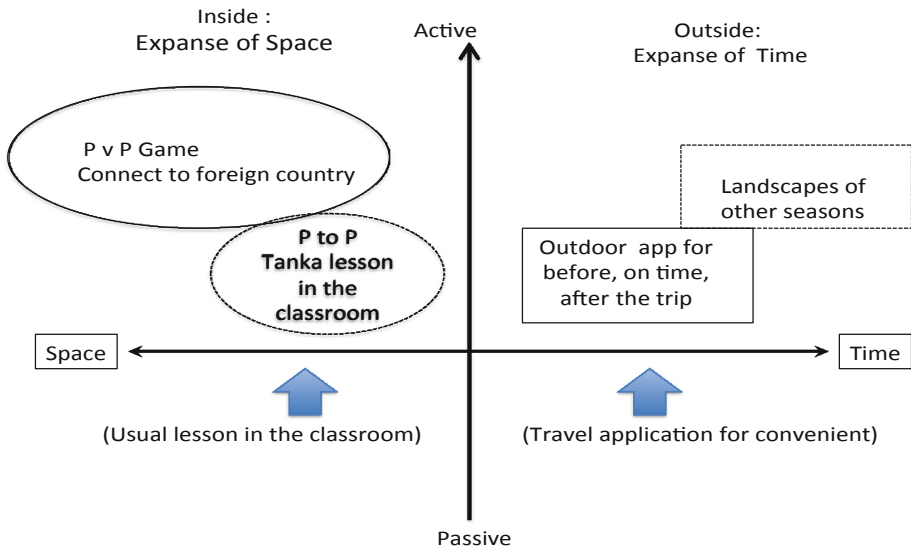 Inside :
Expanse of Space
Active
Outside:
Expanse of Time
P v P Game
Connect to foreign country
Landscapes of
other seasons
P to P
Tanka lesson
in the
classroom
Outdoor app for
before, on time,
after the trip
Space
Time
(Usual lesson in the classroom)
(Travel application for convenient)
Passive